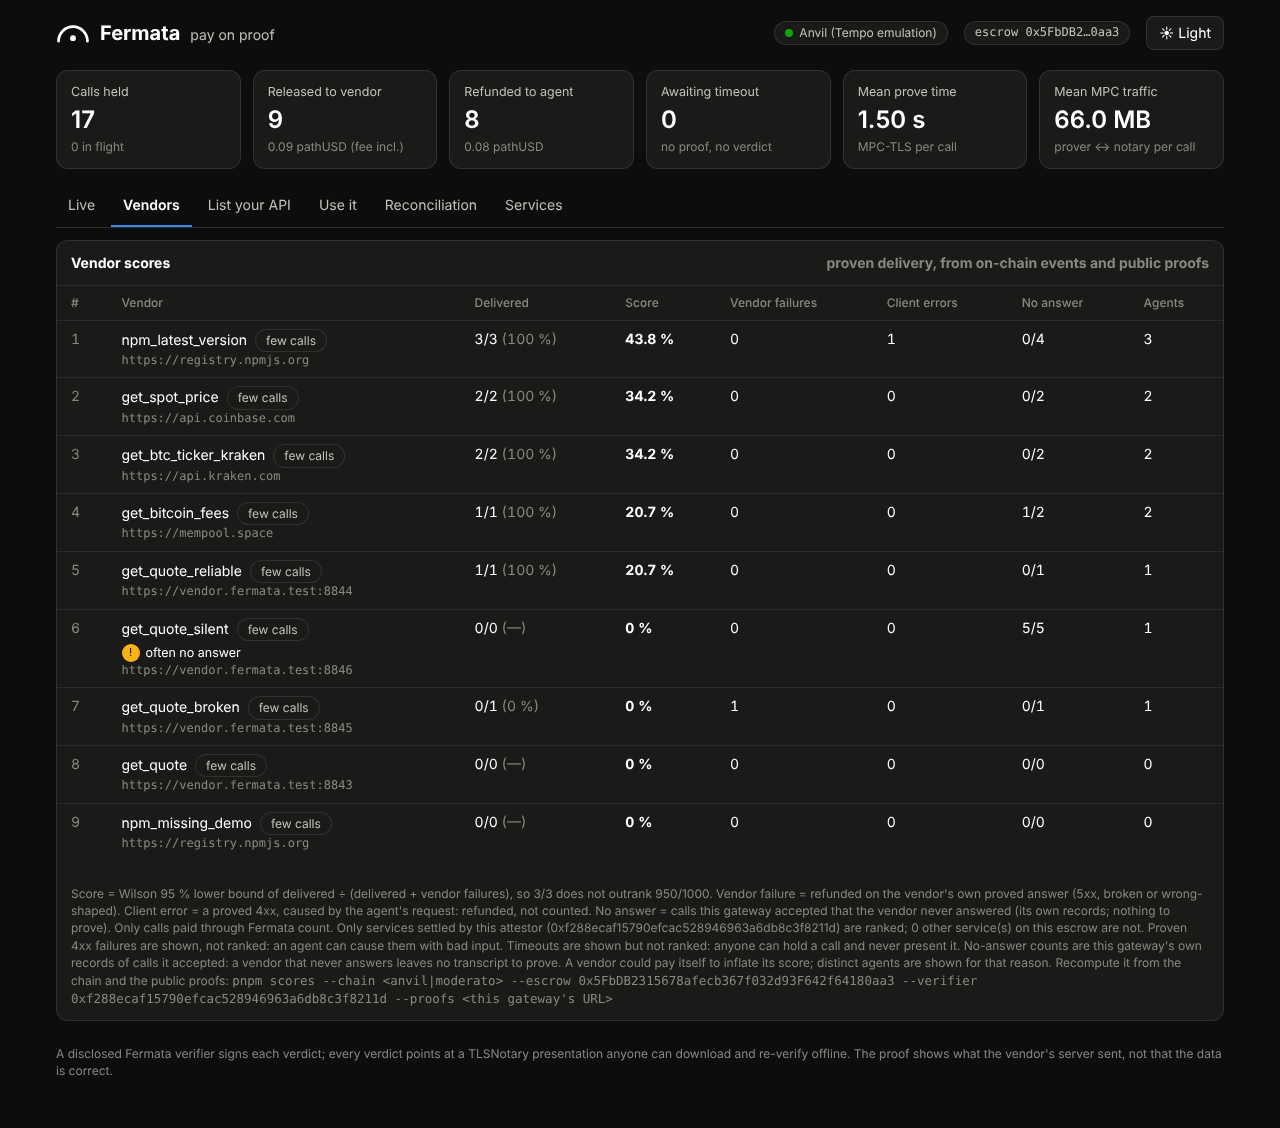 Fermata pay on proof
Anvil (Tempo emulation) escrow 0x5FbDB2…0aa3 ☀ Light
Calls held Released to vendor Refunded to agent Awaiting timeout Mean prove time Mean MPC traffic
17 9 8 0 1.50 s 66.0 MB
0 in flight 0.09 pathUSD (fee incl.) 0.08 pathUSD no proof, no verdict MPC-TLS per call prover ↔ notary per call
Live Vendors List your API Use it Reconciliation Services
Vendor scores proven delivery, from on-chain events and public proofs
# Vendor Delivered Score Vendor failures Client errors No answer Agents
1 npm_latest_version few calls 3/3 (100 %) 43.8 % 0 1 0/4 3
https://registry.npmjs.org
2 get_spot_price few calls 2/2 (100 %) 34.2 % 0 0 0/2 2
https://api.coinbase.com
3 get_btc_ticker_kraken few calls 2/2 (100 %) 34.2 % 0 0 0/2 2
https://api.kraken.com
4 get_bitcoin_fees few calls 1/1 (100 %) 20.7 % 0 0 1/2 2
https://mempool.space
5 get_quote_reliable few calls 1/1 (100 %) 20.7 % 0 0 0/1 1
https://vendor.fermata.test:8844
6 get_quote_silent few calls 0/0 (—) 0 % 0 0 5/5 1
! often no answer
https://vendor.fermata.test:8846
7 get_quote_broken few calls 0/1 (0 %) 0 % 1 0 0/1 1
https://vendor.fermata.test:8845
8 get_quote few calls 0/0 (—) 0 % 0 0 0/0 0
https://vendor.fermata.test:8843
9 npm_missing_demo few calls 0/0 (—) 0 % 0 0 0/0 0
https://registry.npmjs.org
Score = Wilson 95 % lower bound of delivered ÷ (delivered + vendor failures), so 3/3 does not outrank 950/1000. Vendor failure = refunded on the vendor's own proved answer (5xx, broken or wrong-
shaped). Client error = a proved 4xx, caused by the agent's request: refunded, not counted. No answer = calls this gateway accepted that the vendor never answered (its own records; nothing to
prove). Only calls paid through Fermata count. Only services settled by this attestor (0xf288ecaf15790efcac528946963a6db8c3f8211d) are ranked; 0 other service(s) on this escrow are not. Proven
4xx failures are shown, not ranked: an agent can cause them with bad input. Timeouts are shown but not ranked: anyone can hold a call and never present it. No-answer counts are this gateway's own
records of calls it accepted: a vendor that never answers leaves no transcript to prove. A vendor could pay itself to inflate its score; distinct agents are shown for that reason. Recompute it from the
chain and the public proofs: pnpm scores --chain <anvil|moderato> --escrow 0x5FbDB2315678afecb367f032d93F642f64180aa3 --verifier
0xf288ecaf15790efcac528946963a6db8c3f8211d --proofs <this gateway's URL>
A disclosed Fermata verifier signs each verdict; every verdict points at a TLSNotary presentation anyone can download and re-verify offline. The proof shows what the vendor's server sent, not that the data
is correct.